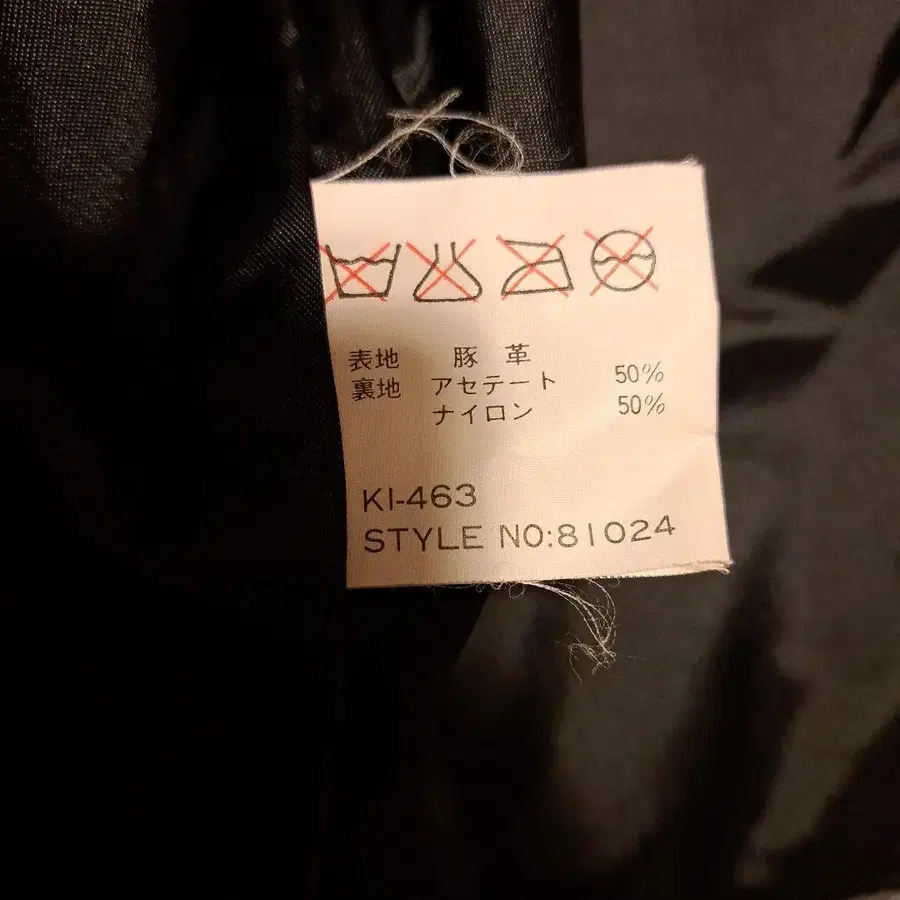 表地 豚革
裏地 アセテート 50%
ナイロン 50%
KI-463
STYLE NO:81024